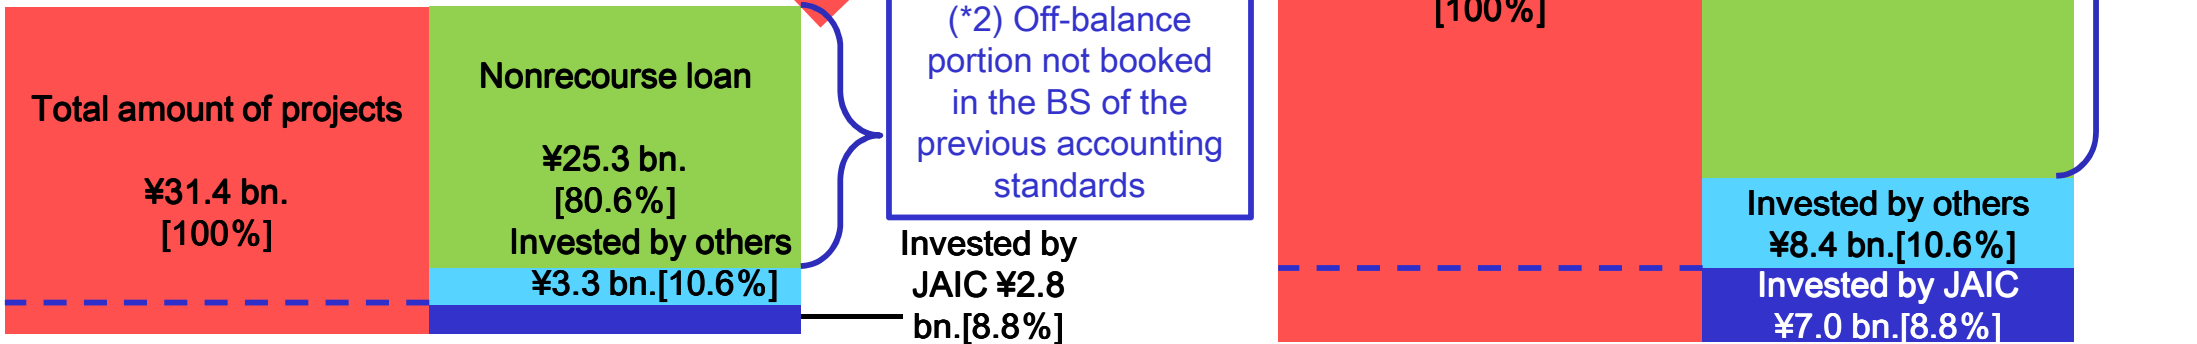 Total amount of projects
¥31.4 bn.
[100%]
Nonrecourse loan
¥25.3 bn.
[80.6%]
Invested by others
¥3.3 bn.[10.6%]
(*2) Off-balance
portion not booked
in the BS of the
previous accounting
standards
Invested by
JAIC ¥2.8
bn.[8.8%]
[100%]
Invested by others
¥8.4 bn.[10.6%]
Invested by JAIC
¥7.0 bn.[8.8%]